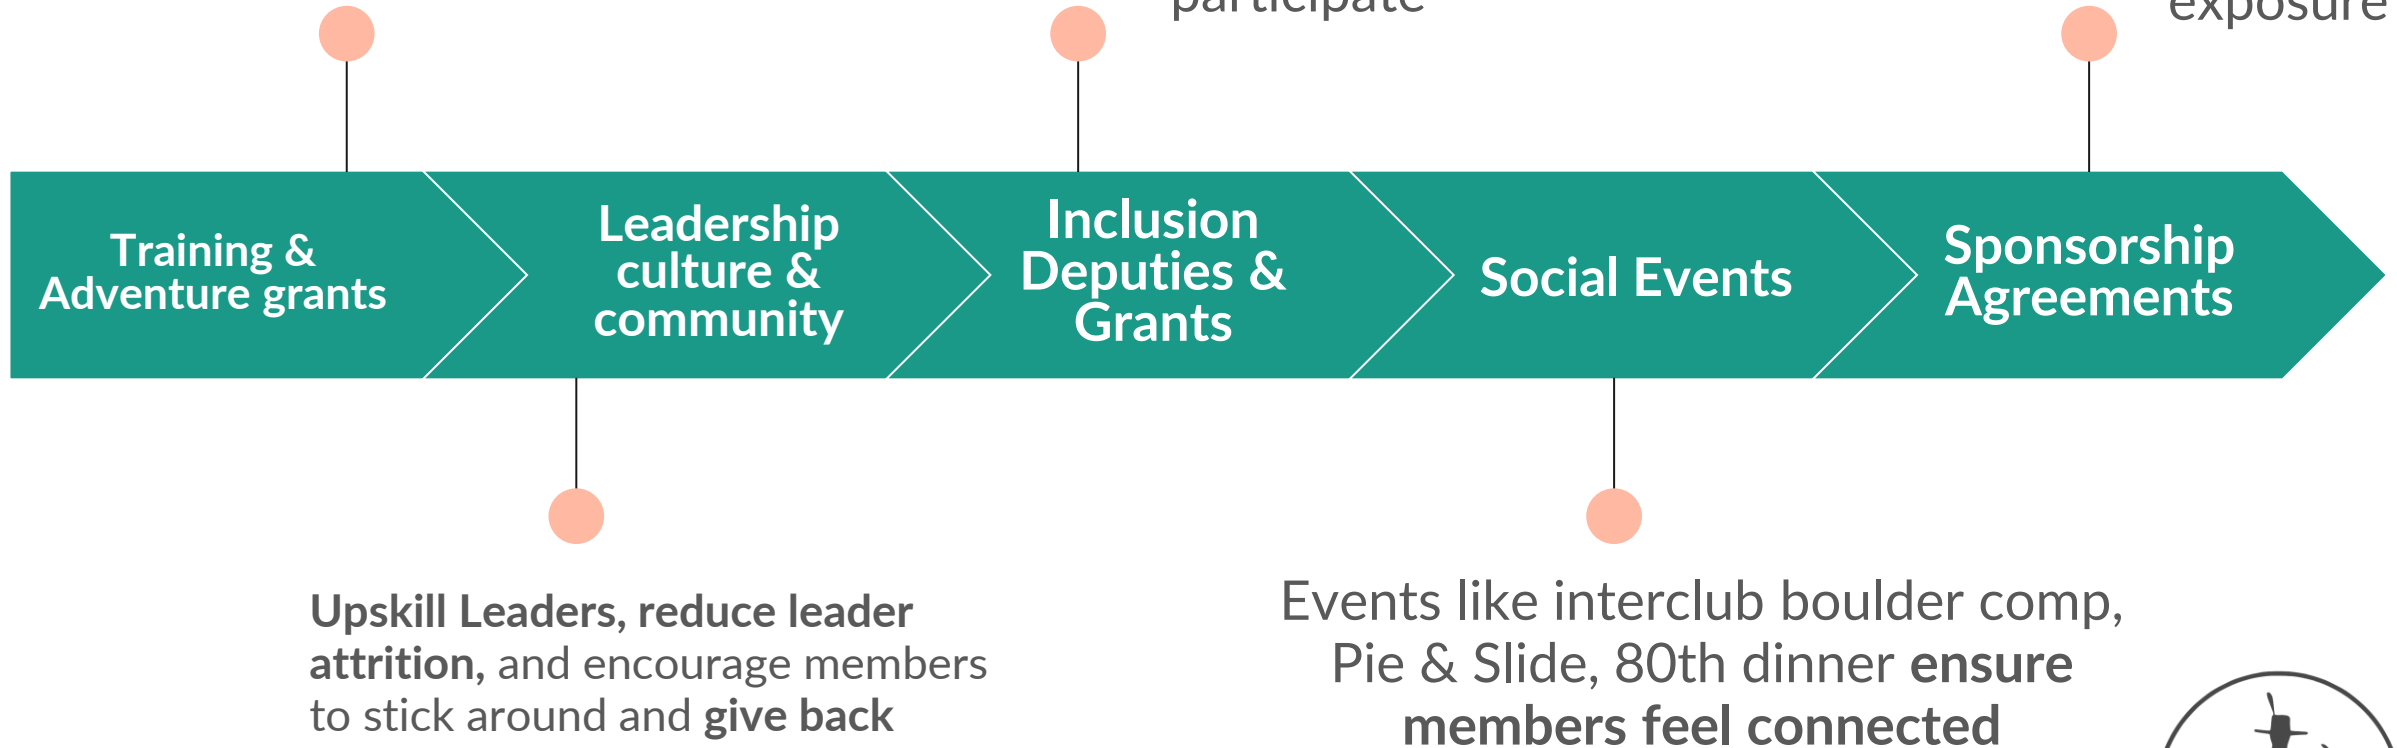 participate
exposure
Training &
Adventure grants
Leadership
culture &
community
Inclusion
Deputies &
Grants
Social Events
Sponsorship
Agreements
Upskill Leaders, reduce leader
attrition, and encourage members
to stick around and give back
Events like interclub boulder comp,
Pie & Slide, 80th dinner ensure
members feel connected